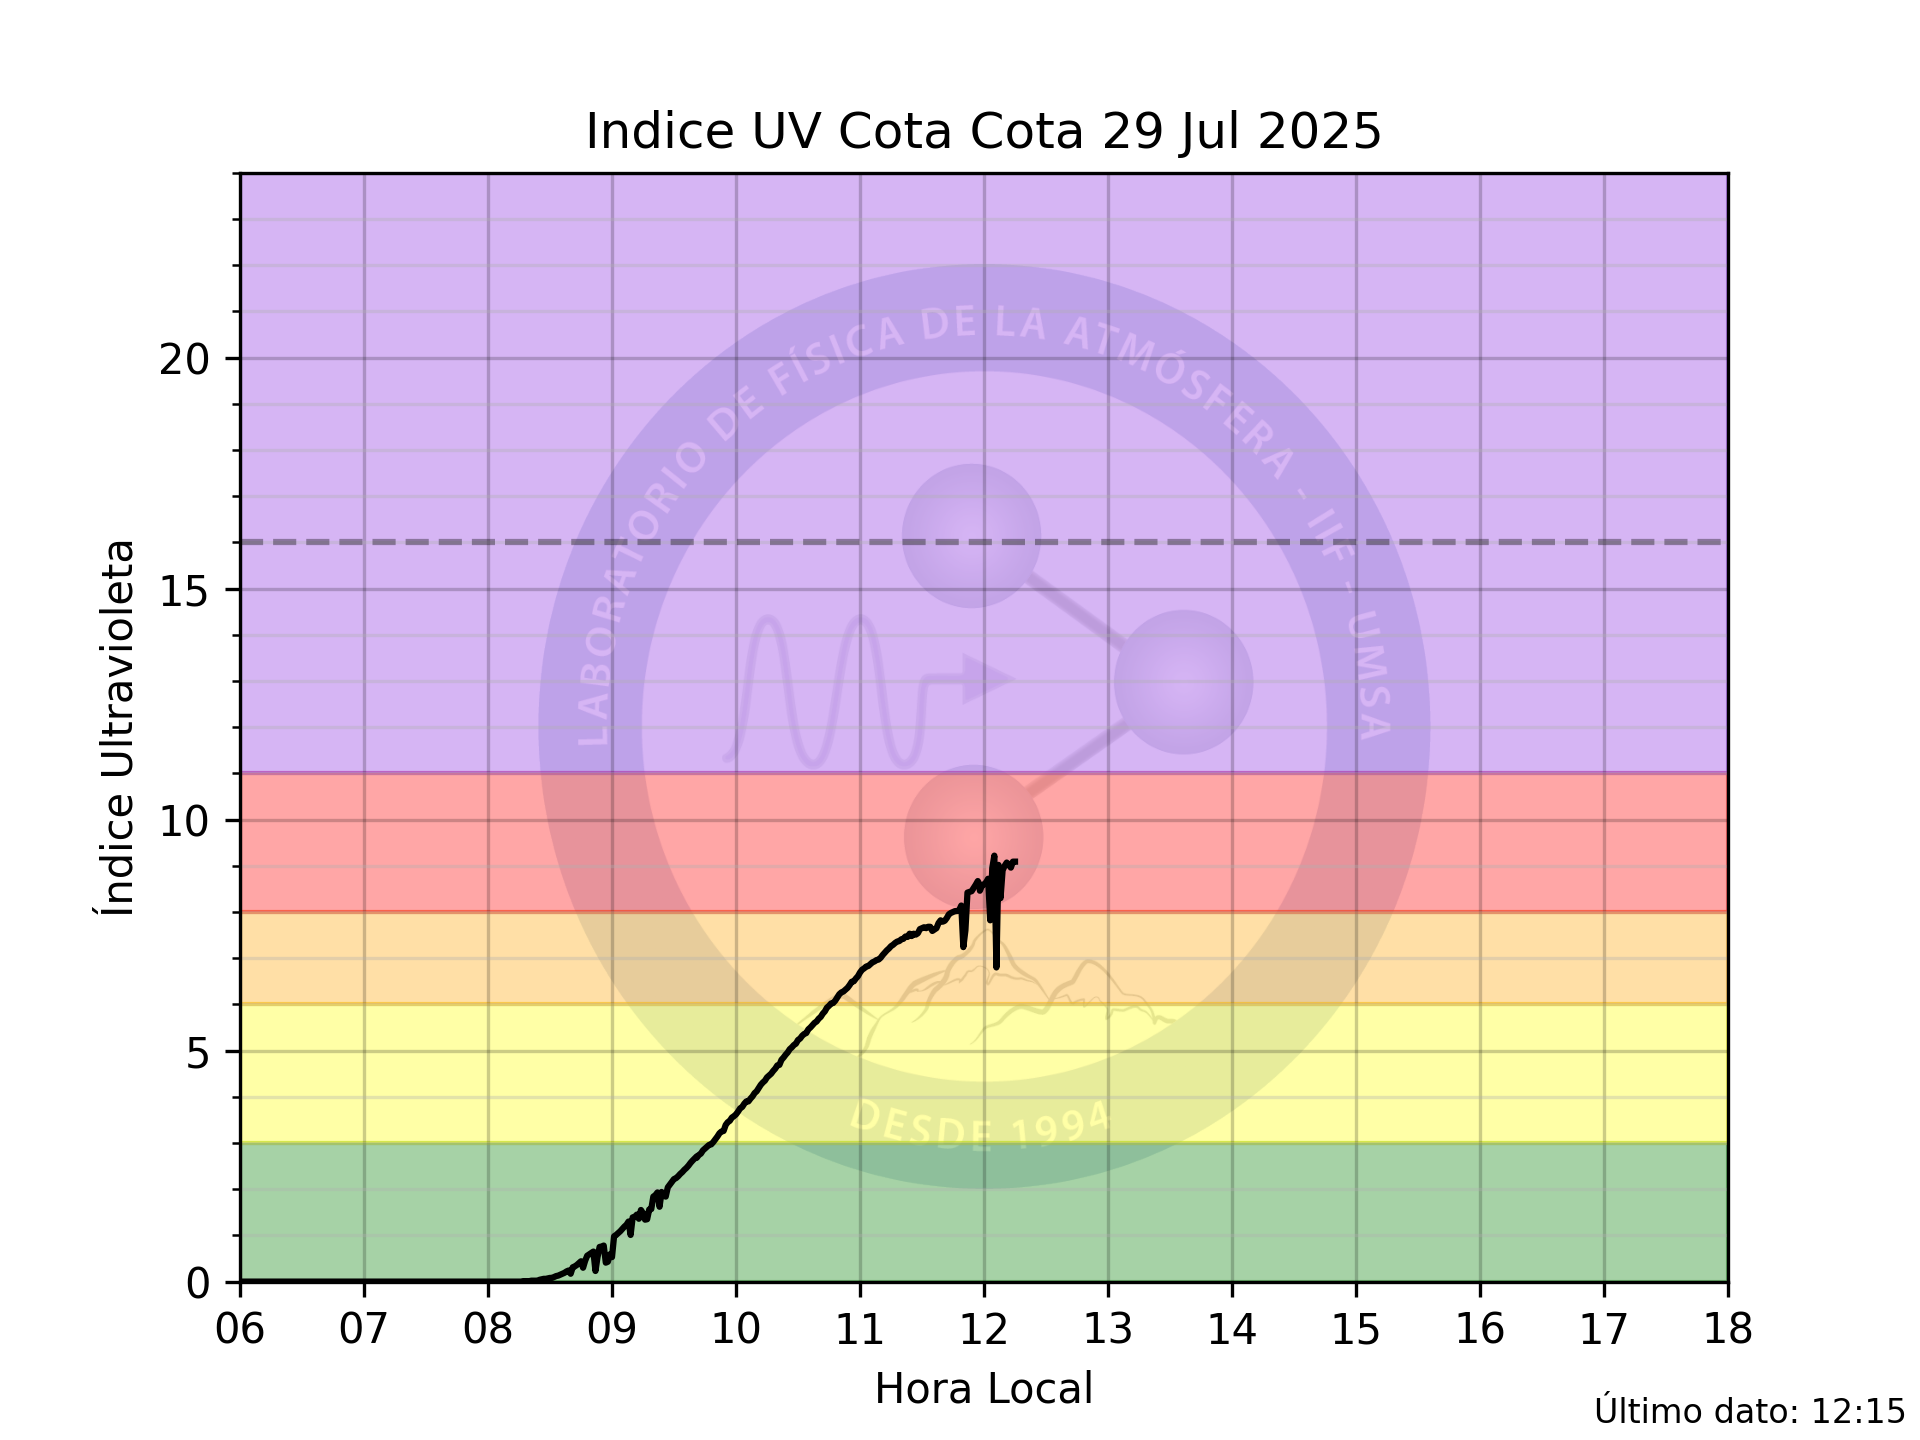 Indice UV Cota Cota 29 Jul 2025
LABORATORIO DE FÍSICA DE LA ATMÓSFERA - IIF - UMSA
DESDE 1994
Índice Ultravioleta
20
15
10
5
0
06 07 08 09 10 11 12 13 14 15 16 17 18
Hora Local
Último dato: 12:15